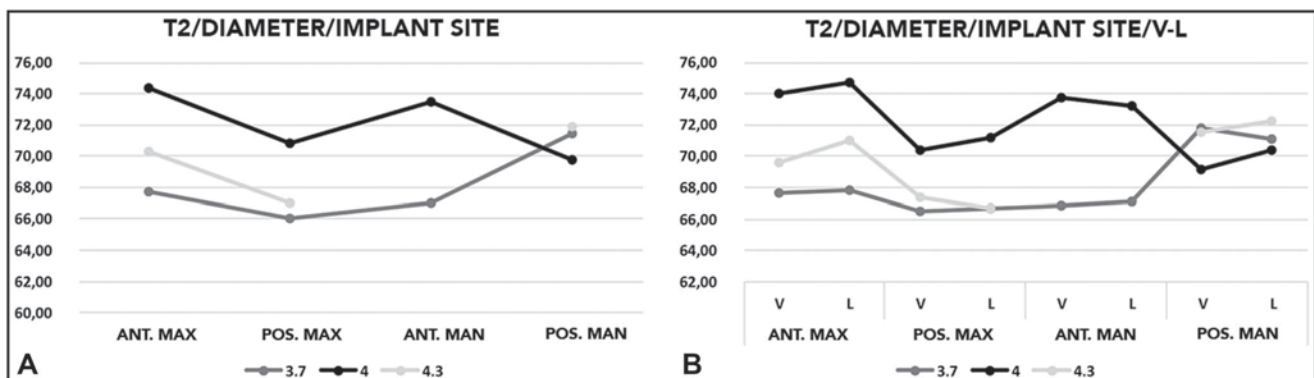 T2/DIAMETER/IMPLANT SITE
76,00
74,00
72,00
70,00
68,00
66,00
64,00
62,00
60,00
ANT. MAX POS. MAX ANT. MAN POS. MAN
A
3.7 4 4.3
T2/DIAMETER/IMPLANT SITE/V-L
76,00
74,00
72,00
70,00
68,00
66,00
64,00
62,00
V L V L V L V L
ANT. MAX POS. MAX ANT. MAN POS. MAN
B
3.7 4 4.3